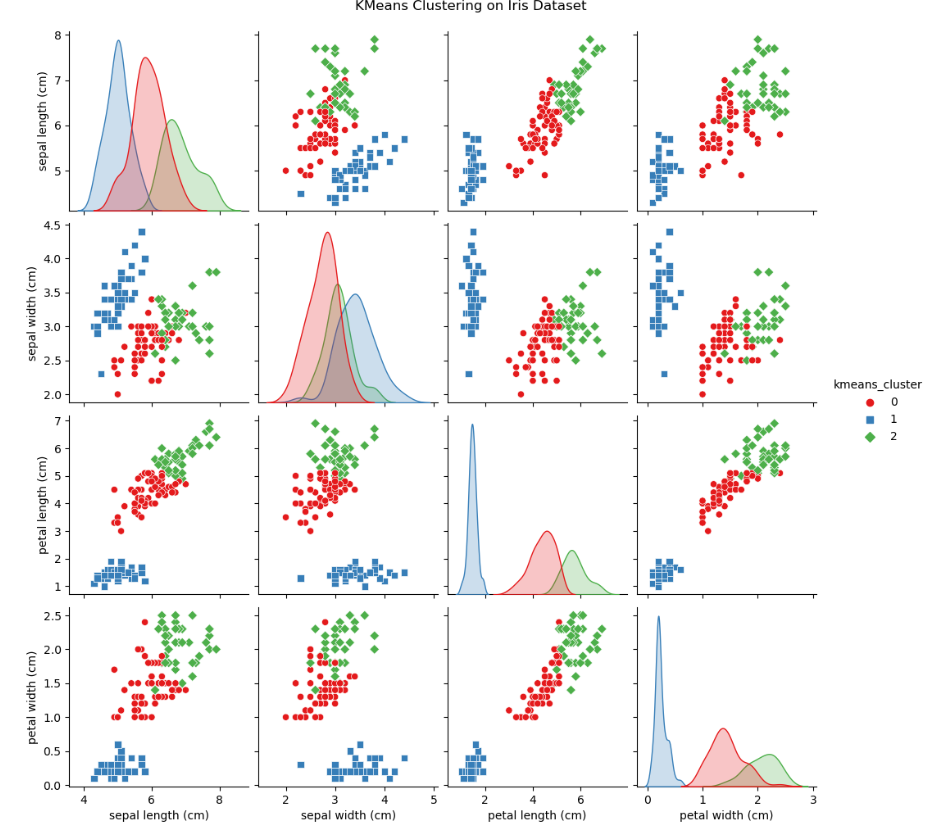 KMeans Clustering on Iris Dataset
8
7
6
5
sepal length (cm)
4.5
4.0
3.5
3.0
2.5
2.0
sepal width (cm)
kmeans_cluster
0
1
2
7
6
5
4
3
2
1
petal length (cm)
2.5
2.0
1.5
1.0
0.5
0.0
petal width (cm)
4 6 8
2 3 4 5
2 4 6
0 1 2 3
sepal length (cm)
sepal width (cm)
petal length (cm)
petal width (cm)